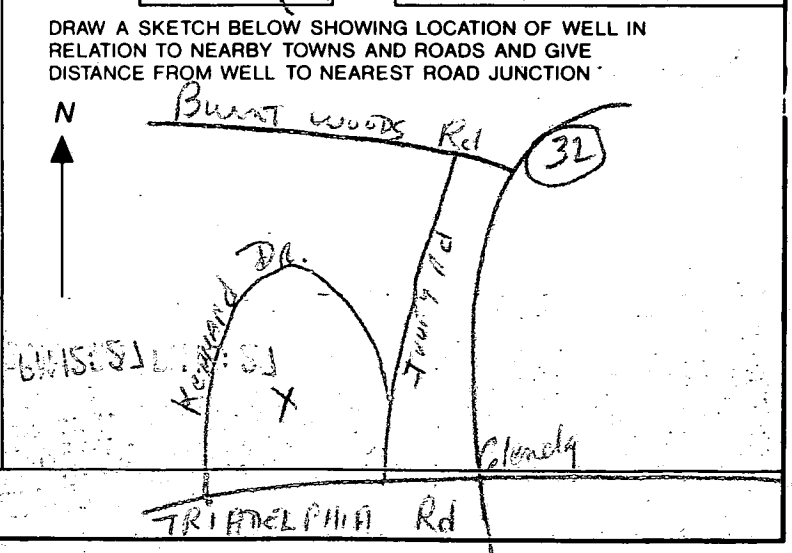 DRAW A SKETCH BELOW SHOWING LOCATION OF WELL IN
RELATION TO NEARBY TOWNS AND ROADS AND GIVE
DISTANCE FROM WELL TO NEAREST ROAD JUNCTION
N
Burnt WOODS Rd
32
Kennard DR.
Rd
X
Glenelg
TRIADELPHIA Rd